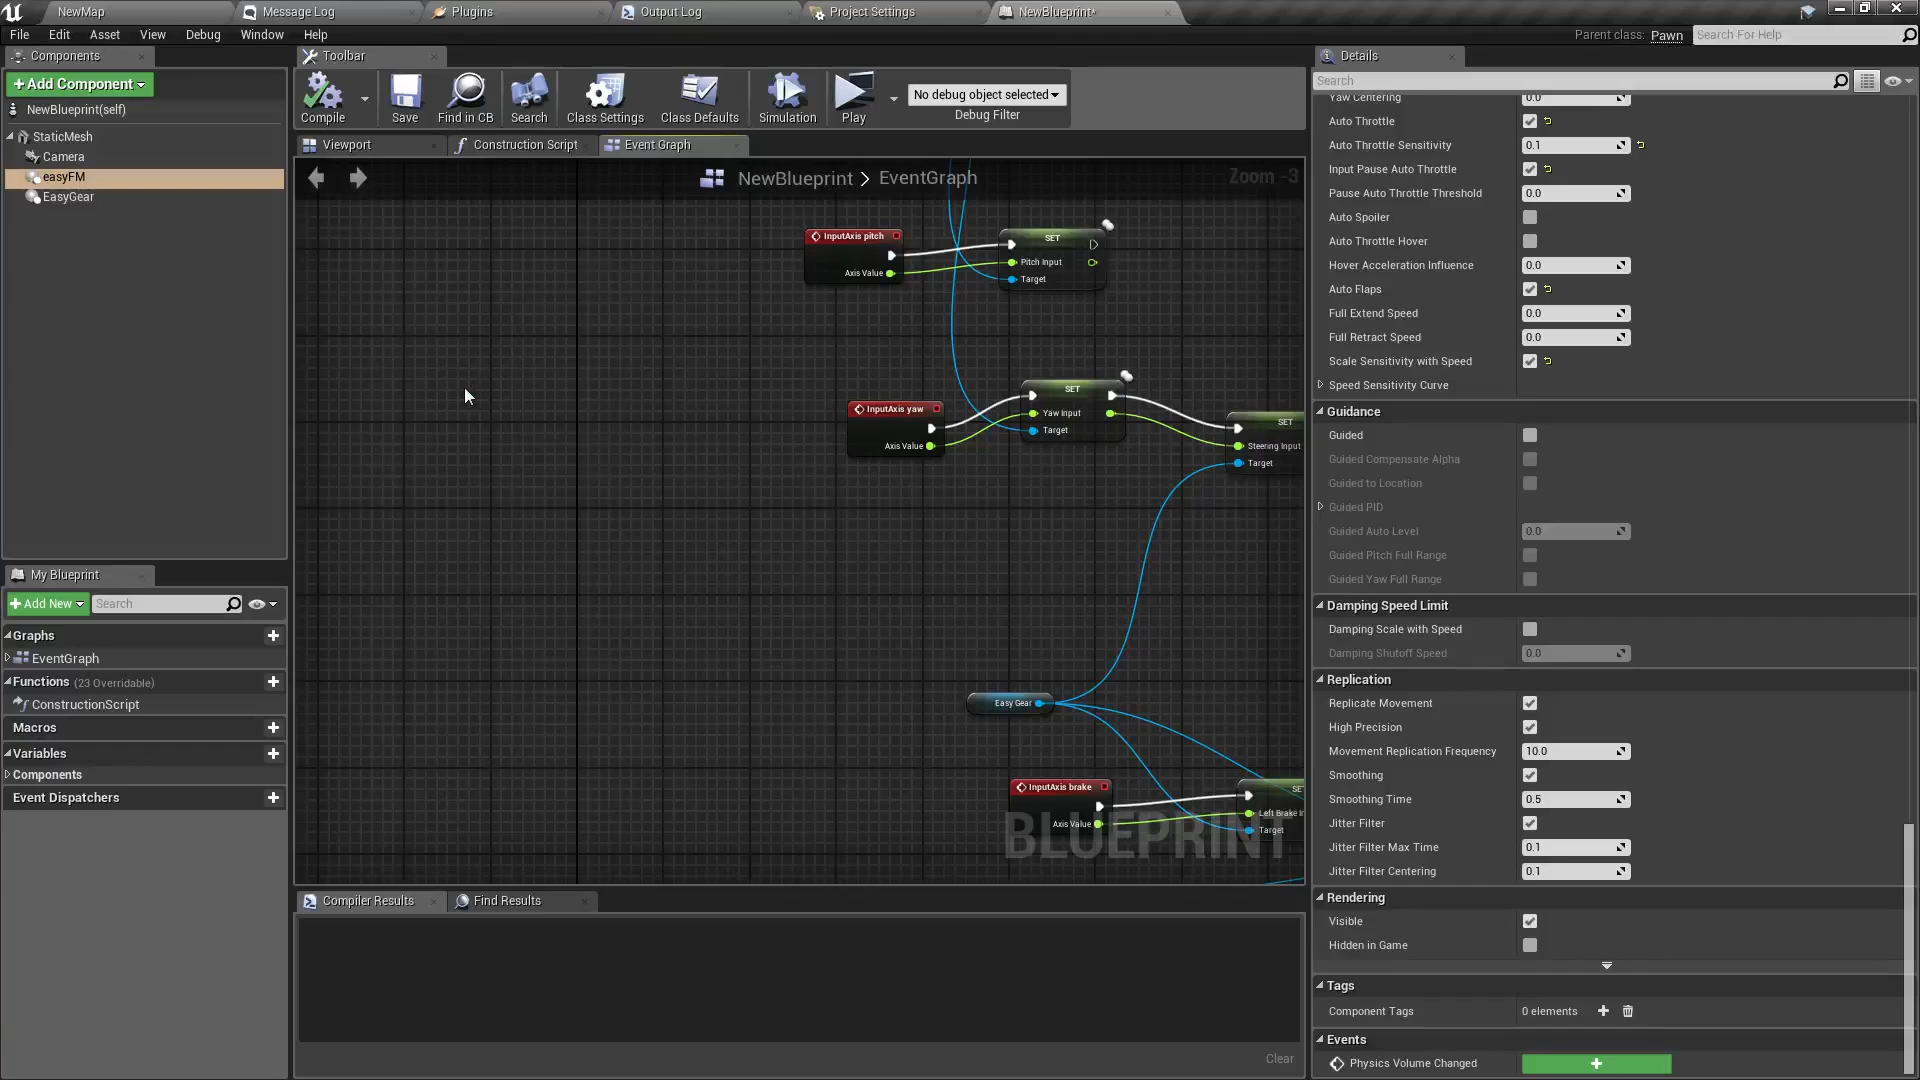 NewMap
Message Log
Plugins
Output Log
Project Settings
NewBlueprint*
File
Edit
Asset
View
Debug
Window
Help
Parent class: Pawn
Search For Help
Components
+ Add Component
NewBlueprint(self)
StaticMesh
Camera
easyFM
EasyGear
My Blueprint
+ Add New
Search
Graphs
EventGraph
Functions (23 Overridable)
ConstructionScript
Macros
Variables
Components
Event Dispatchers
Toolbar
Compile
Save
Find in CB
Search
Class Settings
Class Defaults
Simulation
Play
No debug object selected
Debug Filter
Viewport
Construction Script
Event Graph
NewBlueprint > EventGraph
Zoom -3
InputAxis pitch
Axis Value
SET
Pitch Input
Target
InputAxis yaw
Axis Value
SET
Yaw Input
Target
SET
Steering Input
Target
Easy Gear
InputAxis brake
Axis Value
SE
Left Brake In
Target
BLUEPRINT
Compiler Results
Find Results
Clear
Details
Search
Yaw Centering 0.0
Auto Throttle
Auto Throttle Sensitivity 0.1
Input Pause Auto Throttle
Pause Auto Throttle Threshold 0.0
Auto Spoiler
Auto Throttle Hover
Hover Acceleration Influence 0.0
Auto Flaps
Full Extend Speed 0.0
Full Retract Speed 0.0
Scale Sensitivity with Speed
Speed Sensitivity Curve
Guidance
Guided
Guided Compensate Alpha
Guided to Location
Guided PID
Guided Auto Level 0.0
Guided Pitch Full Range
Guided Yaw Full Range
Damping Speed Limit
Damping Scale with Speed
Damping Shutoff Speed 0.0
Replication
Replicate Movement
High Precision
Movement Replication Frequency 10.0
Smoothing
Smoothing Time 0.5
Jitter Filter
Jitter Filter Max Time 0.1
Jitter Filter Centering 0.1
Rendering
Visible
Hidden in Game
Tags
Component Tags 0 elements
Events
Physics Volume Changed +